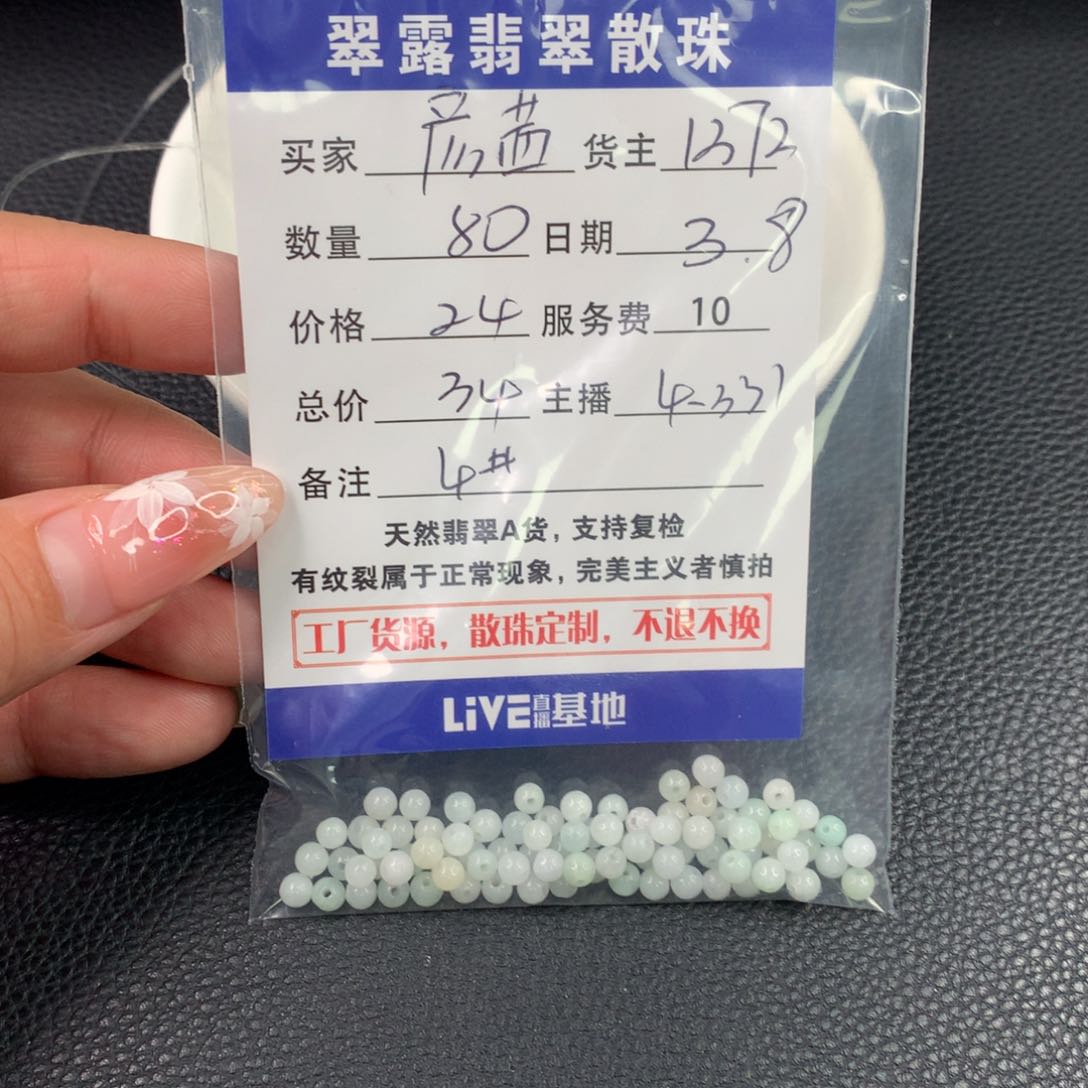 翠露翡翠散珠
买家 彦茜 货主 1372
数量 80 日期 3.8
价格 24 服务费 10
总价 34 主播 4-331
备注 4#
天然翡翠A货，支持复检
有纹裂属于正常现象，完美主义者慎拍
工厂货源，散珠定制，不退不换
LiVE直播基地